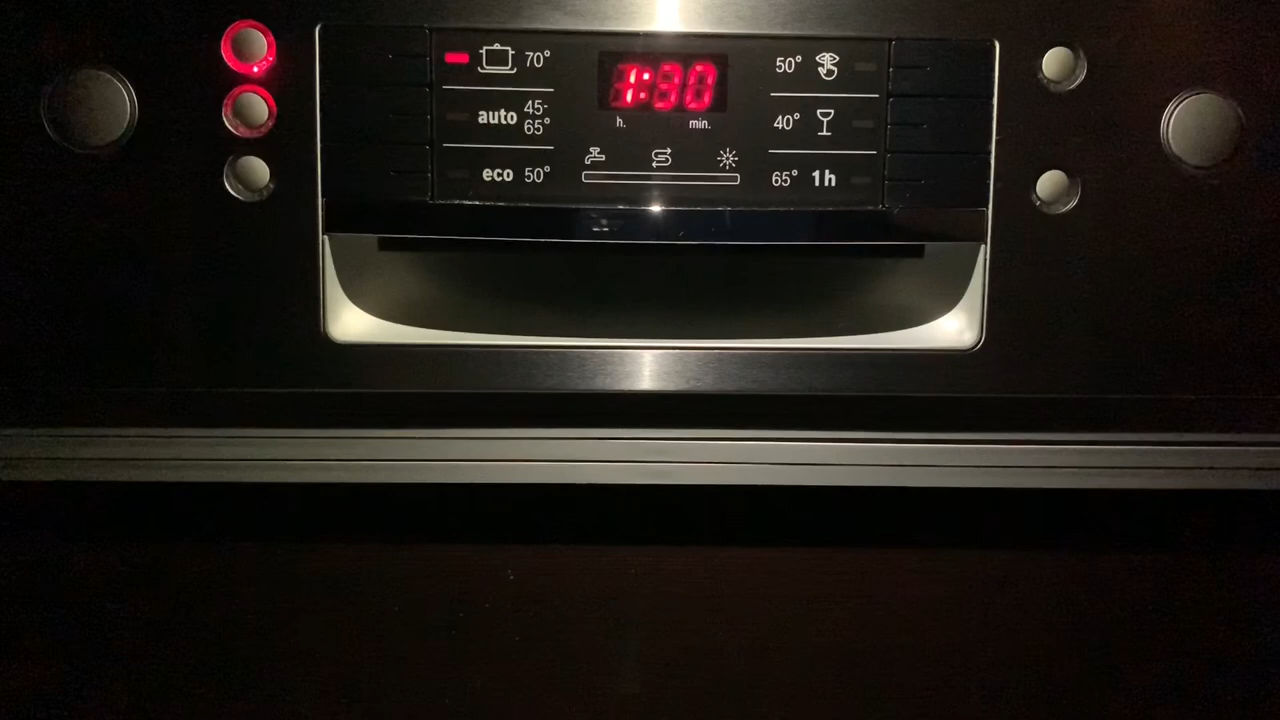 70°
auto 45-
65°
eco 50°
1:30
h. min.
50°
40°
65° 1h